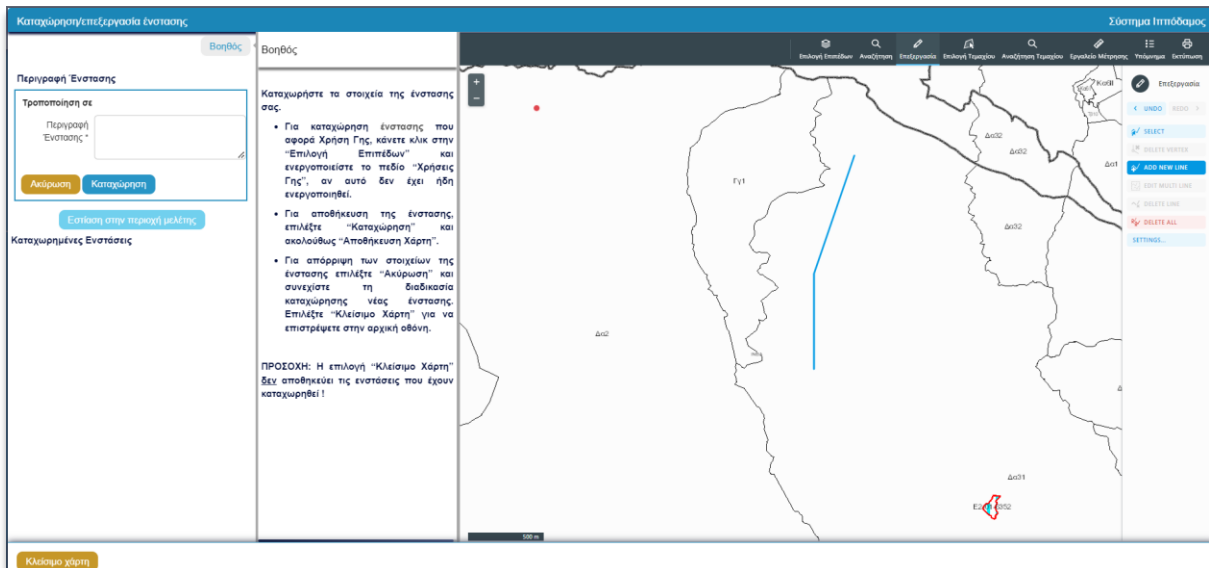 Καταχώρηση/επεξεργασία ένστασης
Σύστημα Ιππόδαμος
Βοηθός
Περιγραφή Ένστασης
Τροποποίηση σε
Περιγραφή
Ένστασης *
Ακύρωση
Καταχώρηση
Εστίαση στην περιοχή μελέτης
Καταχωρημένες Ενστάσεις
Βοηθός
Καταχωρήστε τα στοιχεία της ένστασης
σας.
• Για καταχώρηση ένστασης που
αφορά Χρήση Γης, κάνετε κλικ στην
“Επιλογή Επιπέδων” και
ενεργοποιείστε το πεδίο “Χρήσεις
Γης”, αν αυτό δεν έχει ήδη
ενεργοποιηθεί.
• Για αποθήκευση της ένστασης,
επιλέξτε “Καταχώρηση” και
ακολούθως “Αποθήκευση Χάρτη”.
• Για απόρριψη των στοιχείων της
ένστασης επιλέξτε “Ακύρωση” και
συνεχίστε τη διαδικασία
καταχώρησης νέας ένστασης.
Επιλέξτε “Κλείσιμο Χάρτη” για να
επιστρέψετε στην αρχική οθόνη.
ΠΡΟΣΟΧΗ: Η επιλογή “Κλείσιμο Χάρτη”
δεν αποθηκεύει τις ενστάσεις που έχουν
καταχωρηθεί !
Επιλογή Επιπέδων
Αναζήτηση
Επεξεργασία
Επιλογή Τεμαχίου
Αναζήτηση Τεμαχίου
Εργαλείο Μέτρησης
Υπόμνημα
Εκτύπωση
+
−
Δα32
Δα32
Δα1
Γγ1
Δα32
Δα2
Δα31
500 m
Επεξεργασία
UNDO
REDO
SELECT
DELETE VERTEX
ADD NEW LINE
EDIT MULTI LINE
DELETE LINE
DELETE ALL
SETTINGS...
Κλείσιμο χάρτη